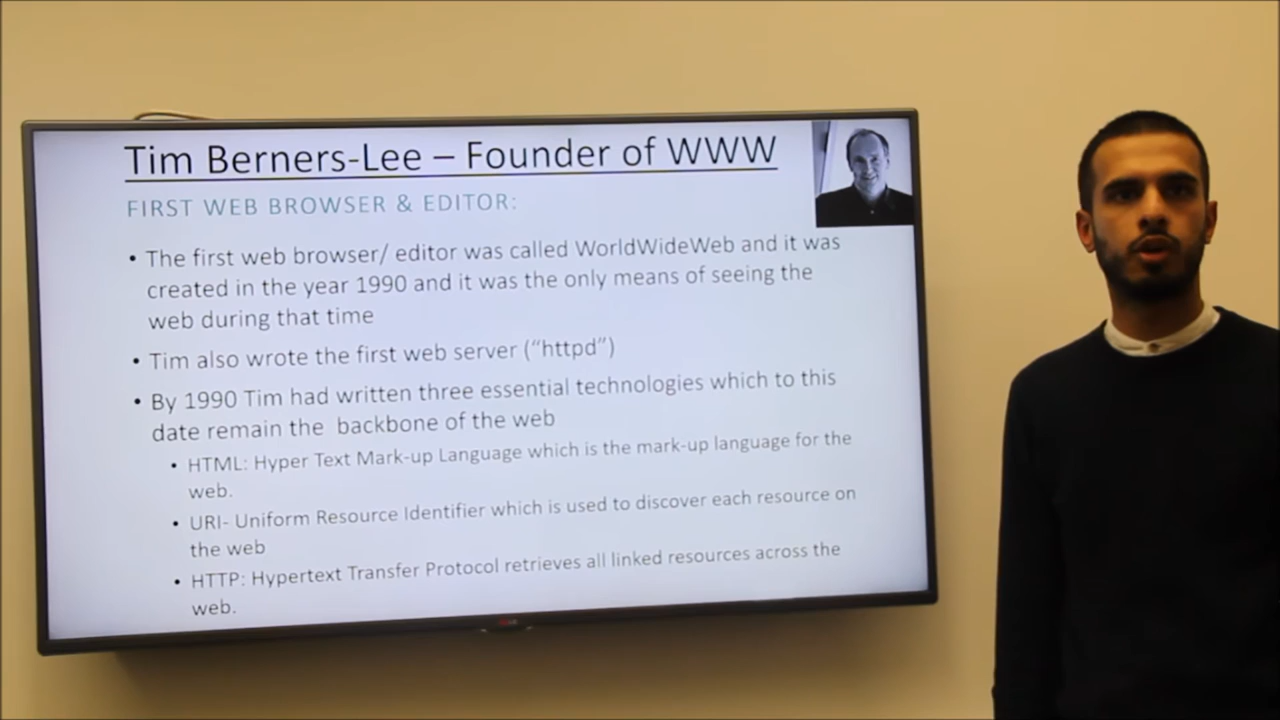 Tim Berners-Lee – Founder of WWW
FIRST WEB BROWSER & EDITOR:
• The first web browser/ editor was called WorldWideWeb and it was
created in the year 1990 and it was the only means of seeing the
web during that time
• Tim also wrote the first web server (“httpd”)
• By 1990 Tim had written three essential technologies which to this
date remain the backbone of the web
• HTML: Hyper Text Mark-up Language which is the mark-up language for the
web.
• URI- Uniform Resource Identifier which is used to discover each resource on
the web
• HTTP: Hypertext Transfer Protocol retrieves all linked resources across the
web.